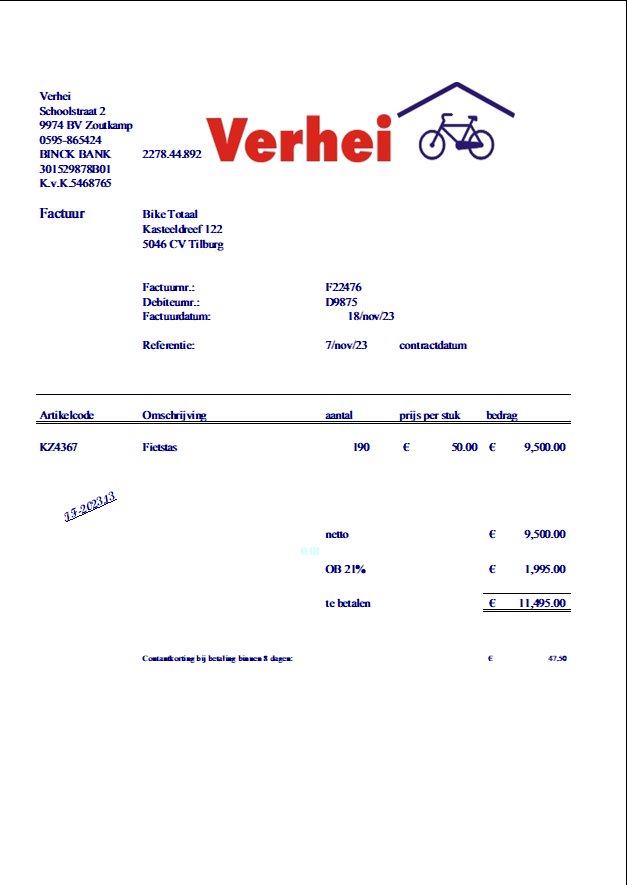 Verhei
Schoolstraat 2
9974 BV Zoutkamp
0595-865424
BINCK BANK 2278.44.892
301529878B01
K.v.K.5468765
Verhei
Factuur
Bike Totaal
Kasteeldreef 122
5046 CV Tilburg
Factuurnr.: F22476
Debiteurnr.: D9875
Factuurdatum: 18/nov/23
Referentie: 7/nov/23 contractdatum
Artikelcode Omschrijving aantal prijs per stuk bedrag
KZ4367 Fietstas 190 € 50.00 € 9,500.00
IF-202313
netto € 9,500.00
0.01
OB 21% € 1,995.00
te betalen € 11,495.00
Contantkorting bij betaling binnen 8 dagen: € 47.50